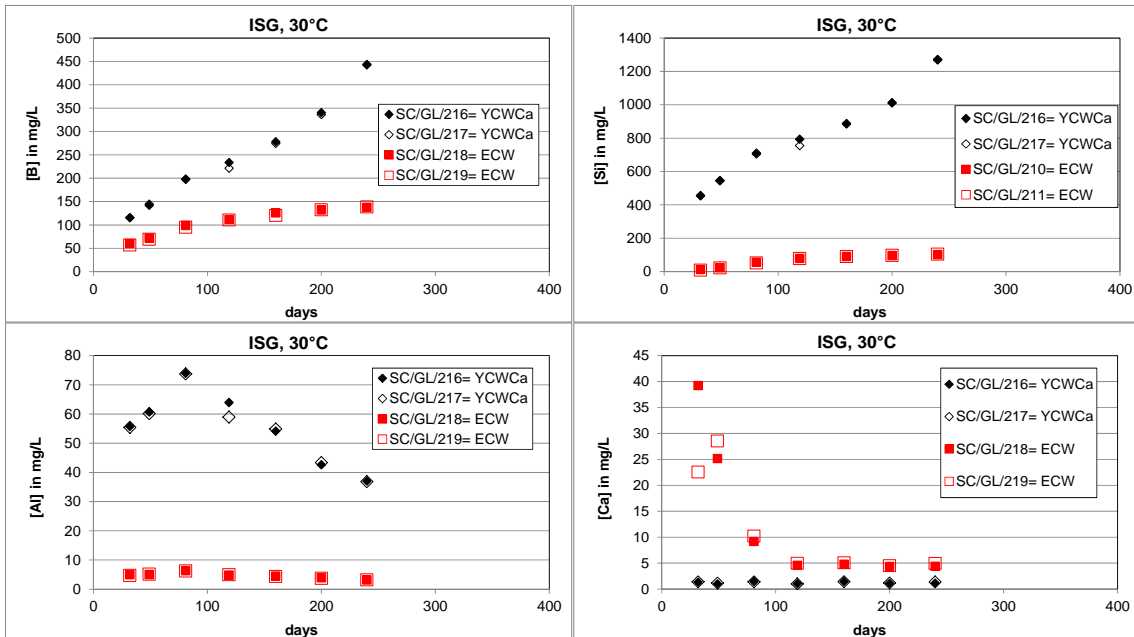 ISG, 30°C
[B] in mg/L
500
450
400
350
300
250
200
150
100
50
0
0 100 200 300 400
days
SC/GL/216= YCWCa
SC/GL/217= YCWCa
SC/GL/218= ECW
SC/GL/219= ECW
ISG, 30°C
[Si] in mg/L
1400
1200
1000
800
600
400
200
0
0 100 200 300 400
days
SC/GL/216= YCWCa
SC/GL/217= YCWCa
SC/GL/210= ECW
SC/GL/211= ECW
ISG, 30°C
[Al] in mg/L
80
70
60
50
40
30
20
10
0
0 100 200 300 400
days
SC/GL/216= YCWCa
SC/GL/217= YCWCa
SC/GL/218= ECW
SC/GL/219= ECW
ISG, 30°C
[Ca] in mg/L
45
40
35
30
25
20
15
10
5
0
0 100 200 300 400
days
SC/GL/216= YCWCa
SC/GL/217= YCWCa
SC/GL/218= ECW
SC/GL/219= ECW